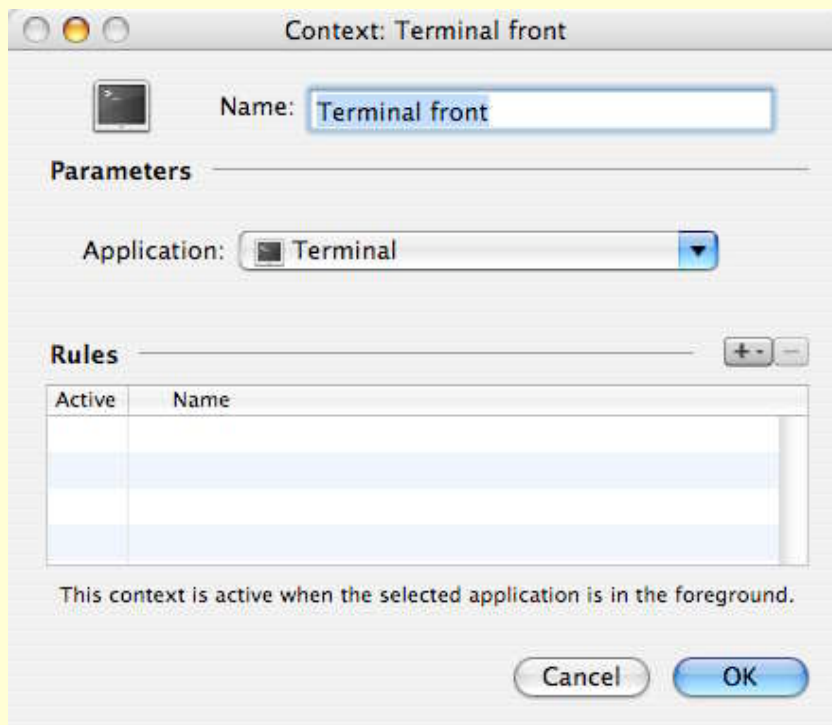 Context: Terminal front
Name: Terminal front
Parameters
Application: Terminal
Rules
Active Name
This context is active when the selected application is in the foreground.
Cancel OK